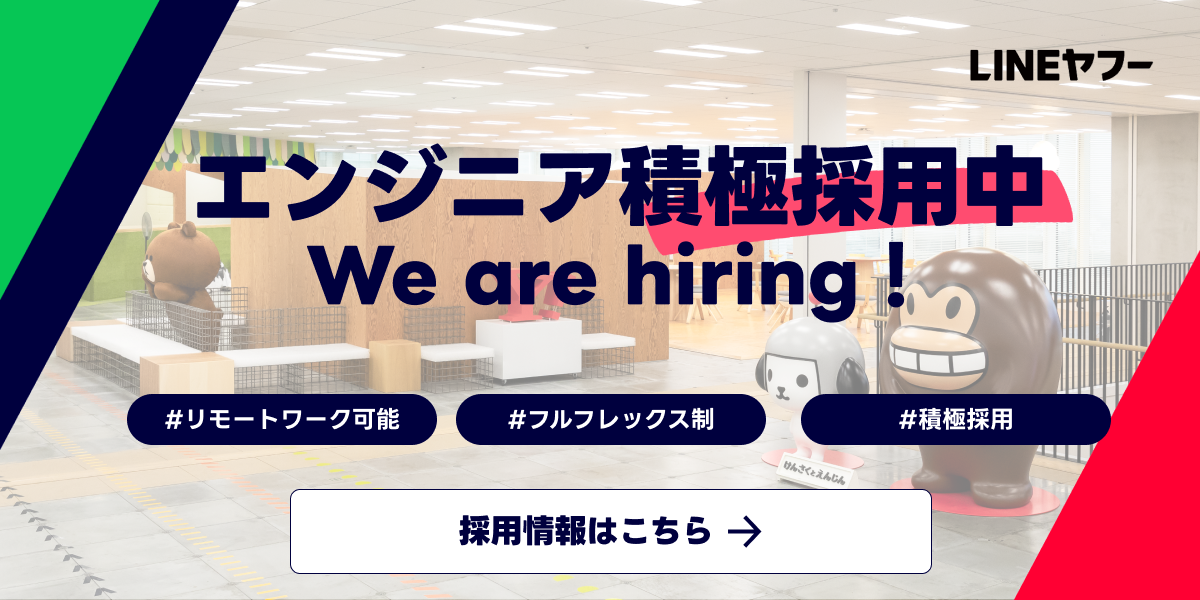 LINEヤフー
エンジニア積極採用中
We are hiring !
#リモートワーク可能
#フルフレックス制
#積極採用
けんさくとえんじん
採用情報はこちら →